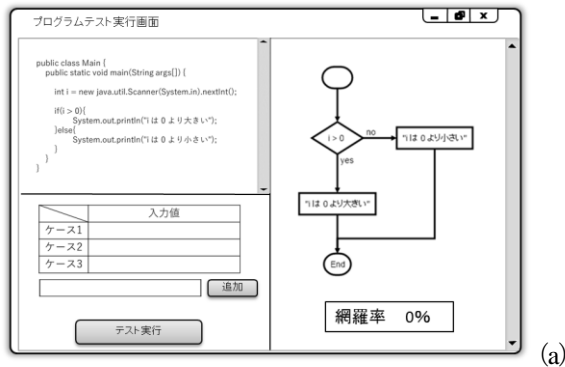 プログラムテスト実行画面
public class Main {
public static void main(String args[]) {
int i = new java.util.Scanner(System.in).nextInt();
if(i > 0){
System.out.println("i は 0 より大きい");
}else{
System.out.println("i は 0 より小さい");
}
}
}
入力値
ケース1
ケース2
ケース3
追加
テスト実行
i > 0
no
"i は 0 より小さい"
yes
"i は 0 より大きい"
End
網羅率 0%
(a)